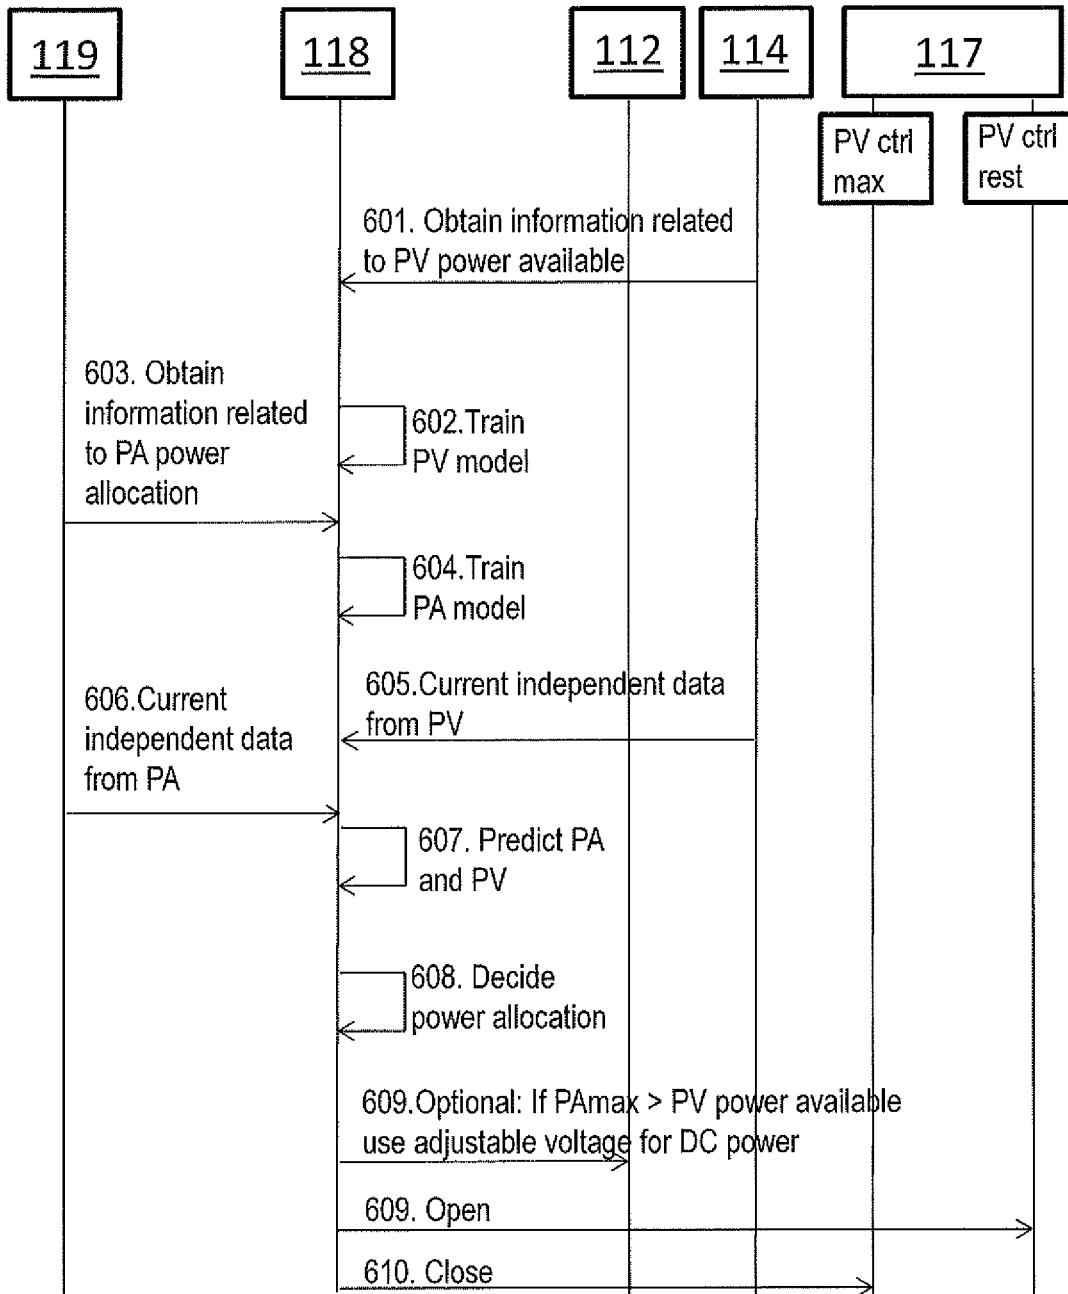 119
118
112
114
117
PV ctrl
max
PV ctrl
rest
601. Obtain information related
to PV power available
603. Obtain
information related
to PA power
allocation
602.Train
PV model
604.Train
PA model
605.Current independent data
from PV
606.Current
independent data
from PA
607. Predict PA
and PV
608. Decide
power allocation
609.Optional: If PAmax > PV power available
use adjustable voltage for DC power
609. Open
610. Close